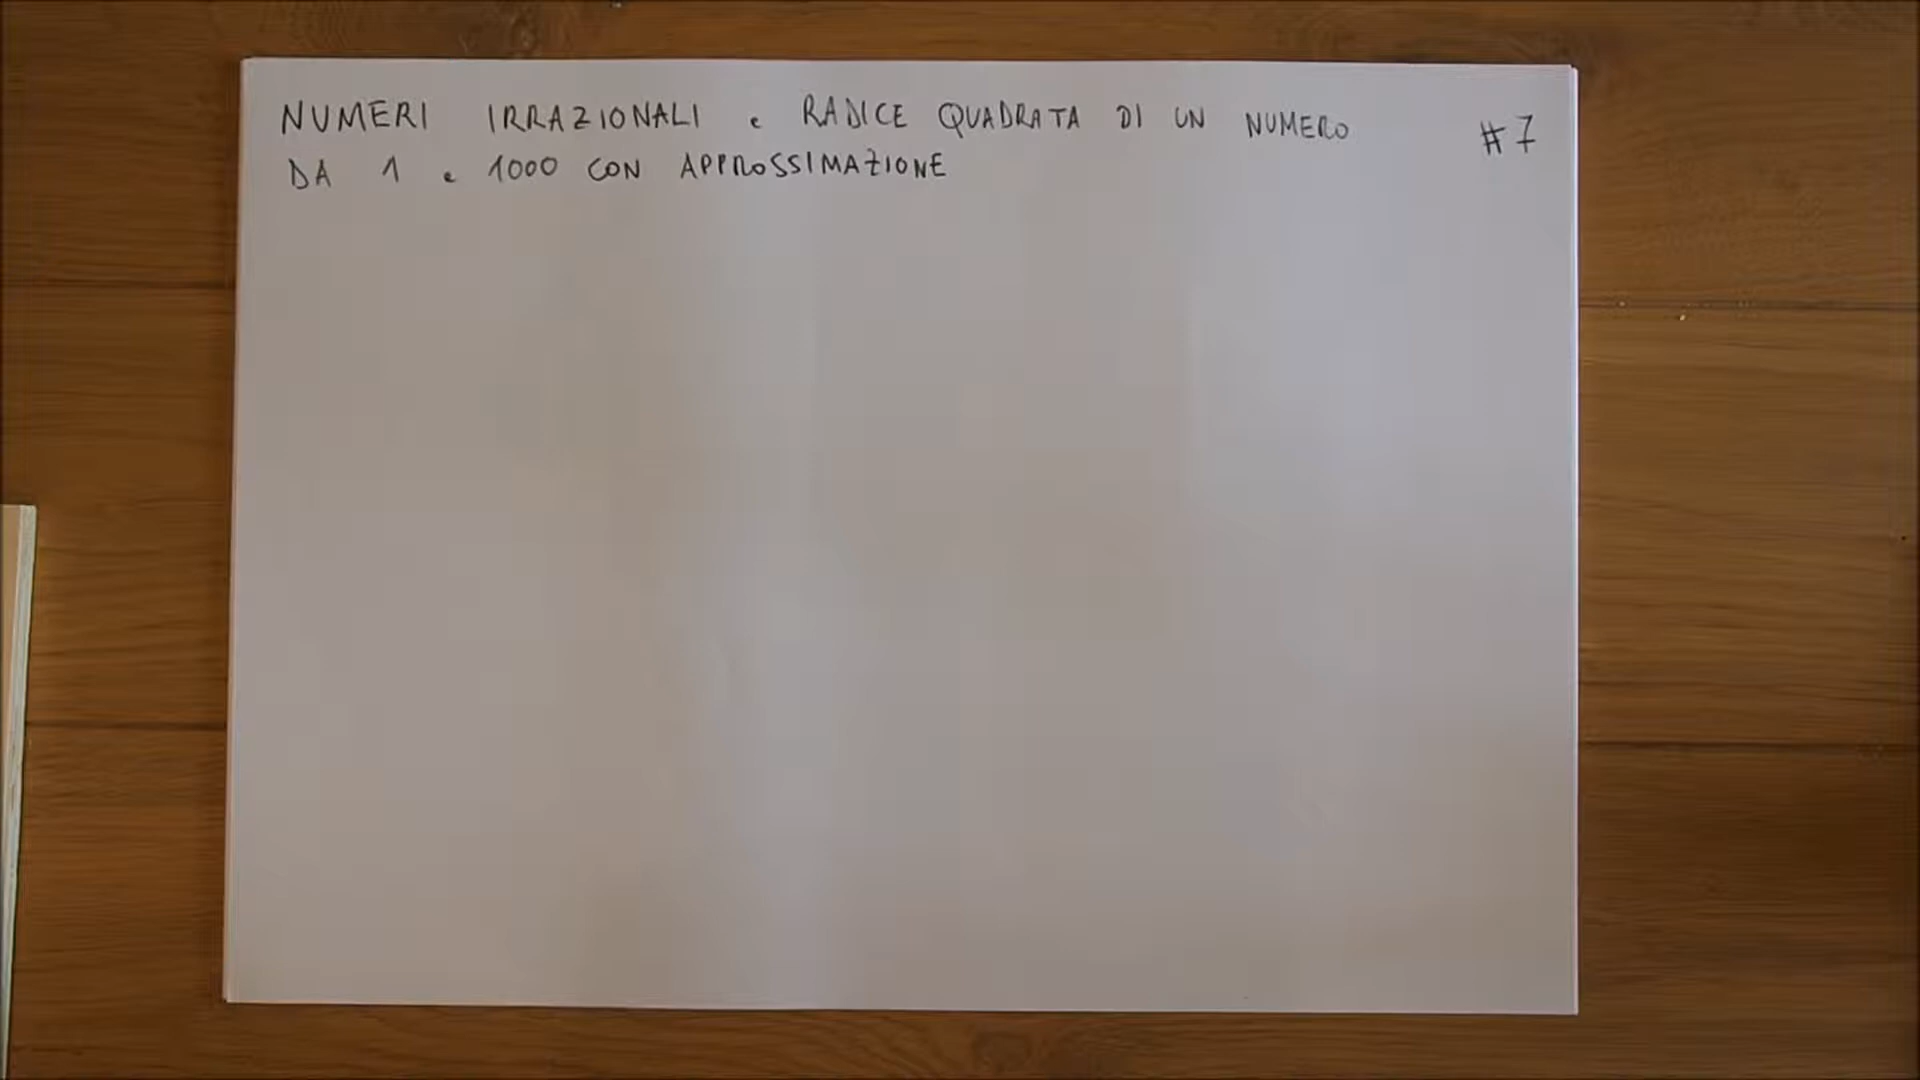 NUMERI IRRAZIONALI e RADICE QUADRATA DI UN NUMERO #7
DA 1 e 1000 CON APPROSSIMAZIONE